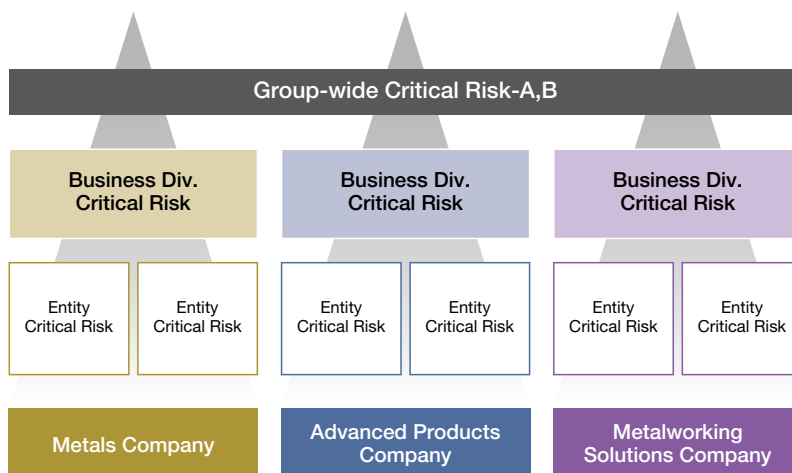 Group-wide Critical Risk-A,B
Business Div.
Critical Risk
Business Div.
Critical Risk
Business Div.
Critical Risk
Entity
Critical Risk
Entity
Critical Risk
Entity
Critical Risk
Entity
Critical Risk
Entity
Critical Risk
Entity
Critical Risk
Metals Company
Advanced Products
Company
Metalworking
Solutions Company